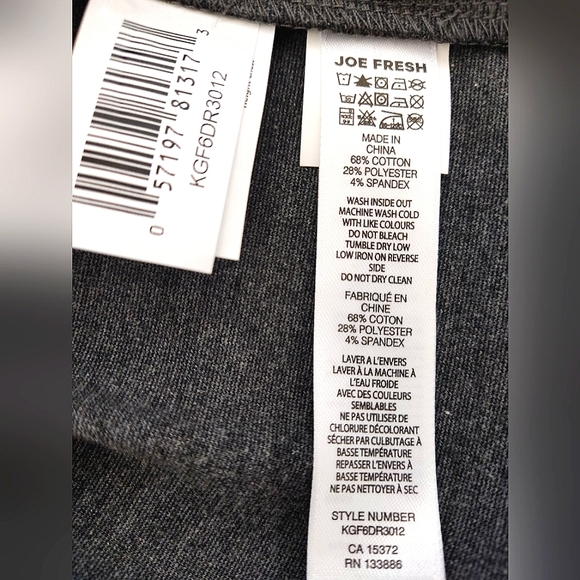 0 57197 81317 3
KGF6DR3012
JOE FRESH
MADE IN
CHINA
68% COTTON
28% POLYESTER
4% SPANDEX
WASH INSIDE OUT
MACHINE WASH COLD
WITH LIKE COLOURS
DO NOT BLEACH
TUMBLE DRY LOW
LOW IRON ON REVERSE
SIDE
DO NOT DRY CLEAN
FABRIQUÉ EN
CHINE
68% COTON
28% POLYESTER
4% SPANDEX
LAVER A L'ENVERS
LAVER À LA MACHINE À
L'EAU FROIDE
AVEC DES COULEURS
SEMBLABLES
NE PAS UTILISER DE
CHLORURE DÉCOLORANT
SÉCHER PAR CULBUTAGE À
BASSE TEMPÉRATURE
REPASSER L'ENVERS À
BASSE TEMPÉRATURE
NE PAS NETTOYER À SEC
STYLE NUMBER
KGF6DR3012
CA 15372
RN 133886